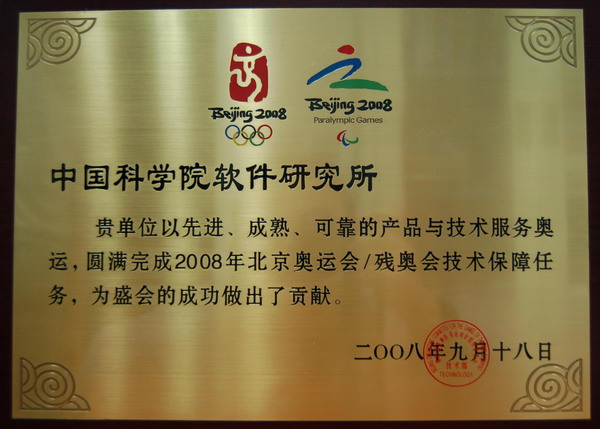 Beijing 2008
Beijing 2008
Paralympic Games
中国科学院软件研究所
贵单位以先进、成熟、可靠的产品与技术服务奥
运,圆满完成2008年北京奥运会/残奥会技术保障任
务,为盛会的成功做出了贡献。
二〇〇八年九月十八日
技术部